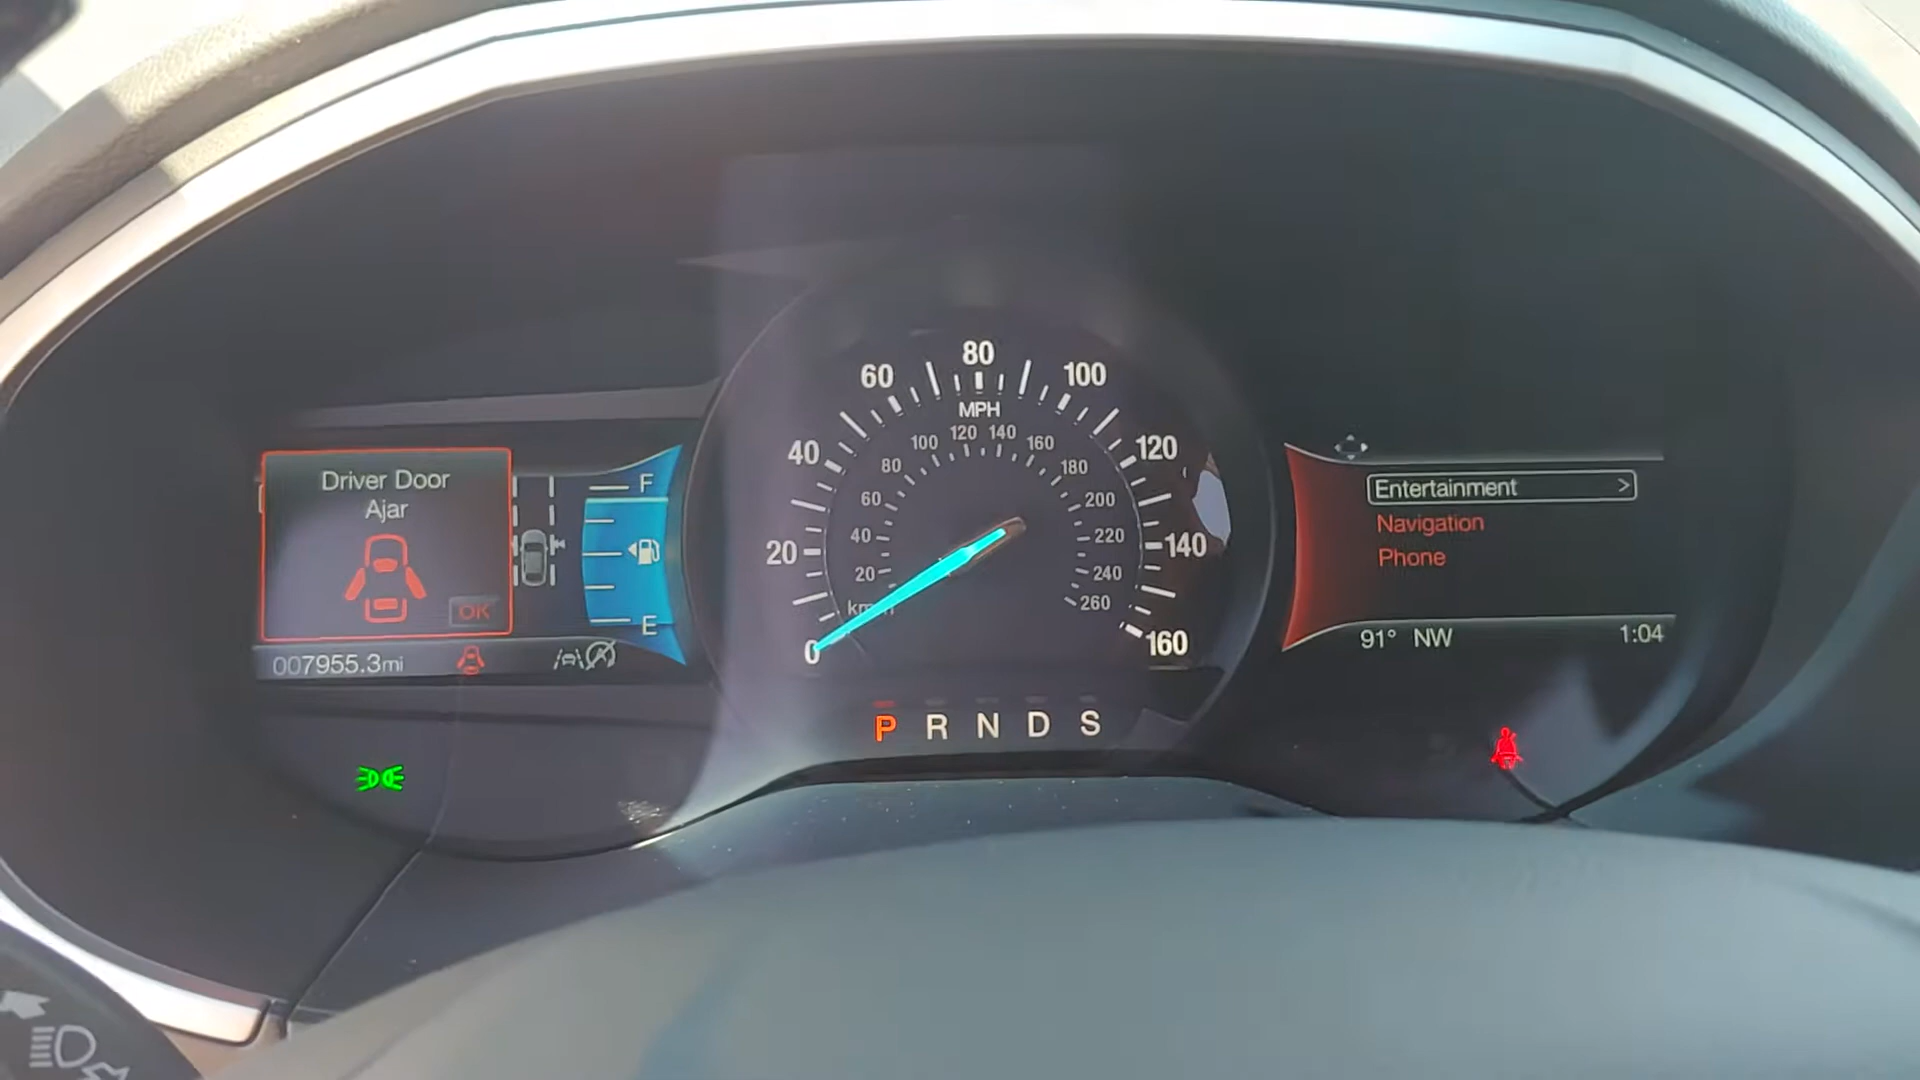 Driver Door
Ajar
OK
F
E
007955.3mi
0
20
40
60
80
100
120
140
160
MPH
20
40
60
80
100
120
140
160
180
200
220
240
260
P R N D S
Entertainment >
Navigation
Phone
91° NW
1:04